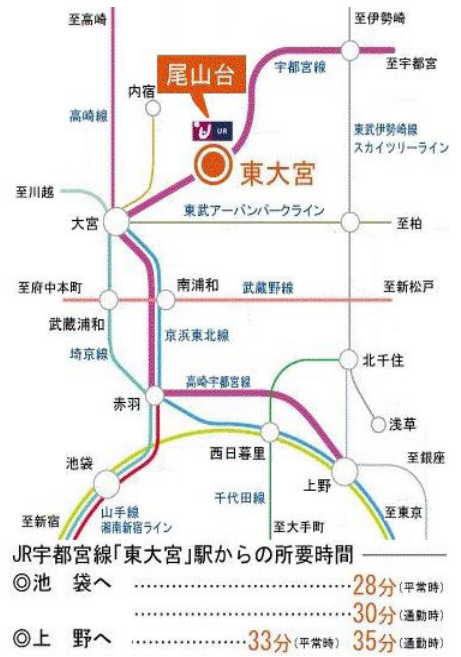 至高崎
至伊勢崎
宇都宮線
至宇都宮
尾山台
内宿
高崎線
UR
東武伊勢崎線
スカイツリーライン
東大宮
至川越
大宮
東武アーバンパークライン
至柏
至府中本町
南浦和
武蔵野線
至新松戸
武蔵浦和
京浜東北線
埼京線
北千住
高崎宇都宮線
赤羽
浅草
西日暮里
池袋
至銀座
上野
山手線
湘南新宿ライン
千代田線
至新宿
至大手町
至東京
JR宇都宮線「東大宮」駅からの所要時間
◎池 袋へ ・・・・・・・・・・・・・・・・・・・・・・・・ 28分(平常時)
・・・・・・・・・・・・・・・・・・・・・・・・ 30分(通勤時)
◎上 野へ ・・・・・・・・・・・・ 33分(平常時) 35分(通勤時)